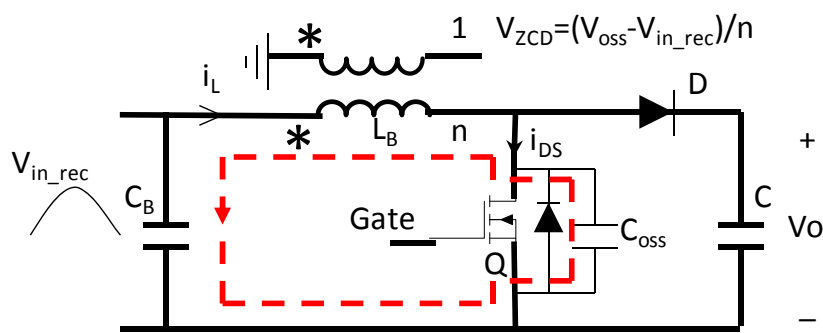 * 1 V_ZCD=(V_oss-V_in_rec)/n
i_L D
* L_B n i_DS +
V_in_rec
C_B Gate C_oss C Vo
Q
–